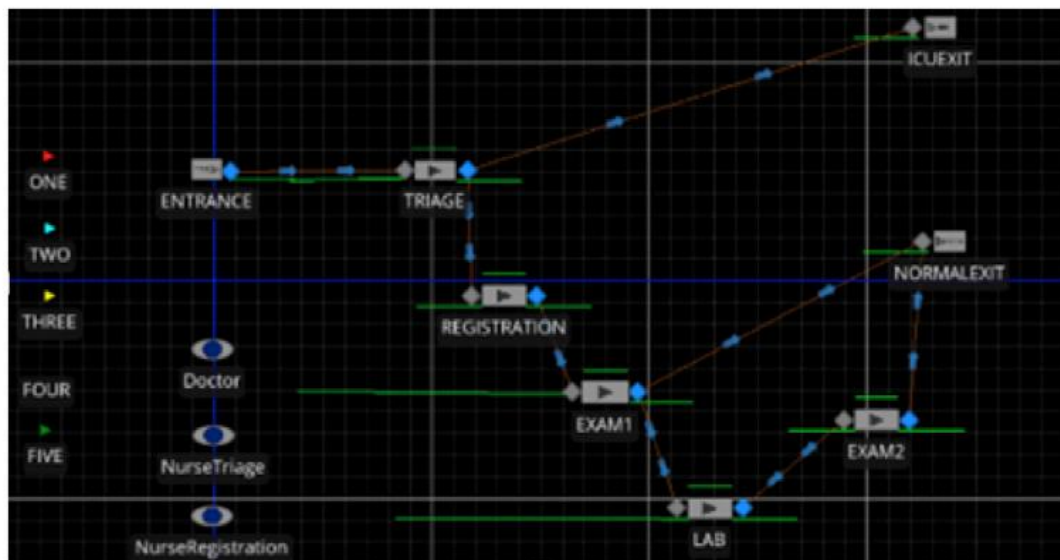 ICUEXIT
ONE
ENTRANCE
TRIAGE
TWO
NORMALEXIT
THREE
REGISTRATION
Doctor
FOUR
EXAM1
EXAM2
FIVE
NurseTriage
LAB
NurseRegistration